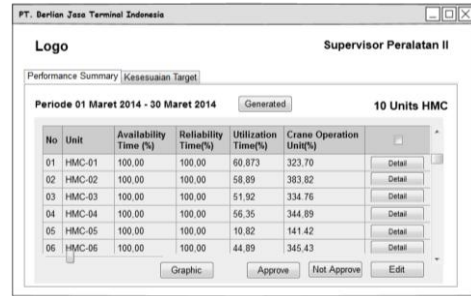 PT. Berlian Jasa Terminal Indonesia
Logo
Supervisor Peralatan II
Performance Summary Kesesuaian Target
Periode 01 Maret 2014 - 30 Maret 2014 Generated 10 Units HMC
No Unit Availability Time (%) Reliability Time(%) Utilization Time(%) Crane Operation Unit(%)
01 HMC-01 100,00 100,00 60,873 323,70 Detail
02 HMC-02 100,00 100,00 58,89 383,82 Detail
03 HMC-03 100,00 100,00 51,92 334.76 Detail
04 HMC-04 100,00 100,00 56,35 344,89 Detail
05 HMC-05 100,00 100,00 10,82 141.42 Detail
06 HMC-06 100,00 100,00 44,89 345,43 Detail
Graphic Approve Not Approve Edit